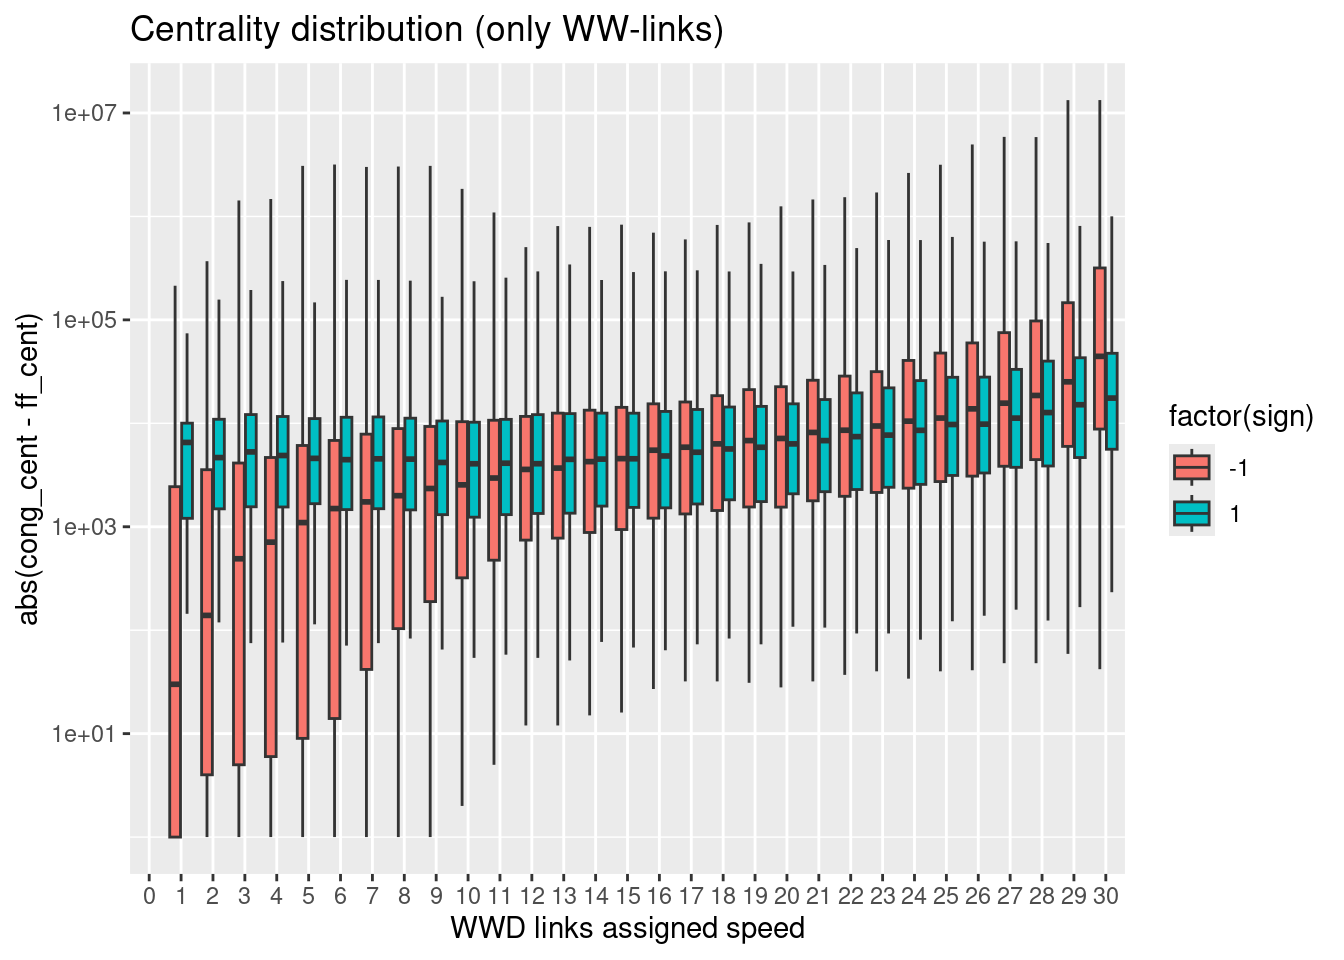 Centrality distribution (only WW-links)
abs(cong_cent - ff_cent)
1e+07
1e+05
1e+03
1e+01
0 1 2 3 4 5 6 7 8 9 10 11 12 13 14 15 16 17 18 19 20 21 22 23 24 25 26 27 28 29 30
WWD links assigned speed
factor(sign)
-1
1